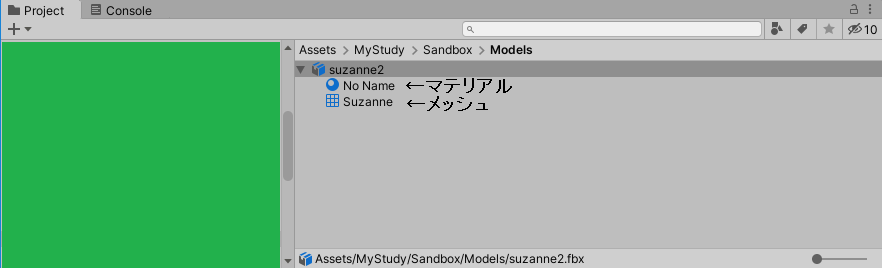 Project
Console
10
Assets > MyStudy > Sandbox > Models
suzanne2
No Name ←マテリアル
Suzanne ←メッシュ
Assets/MyStudy/Sandbox/Models/suzanne2.fbx